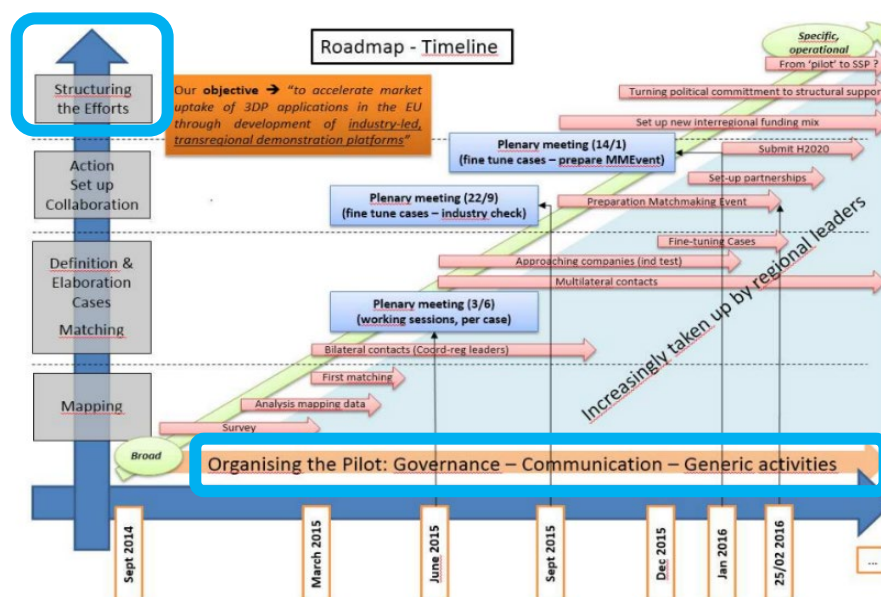 Roadmap - Timeline
Specific,
operational
From 'pilot' to SSP ?
Structuring
the Efforts
Our objective → "to accelerate market
uptake of 3DP applications in the EU
through development of industry-led,
transregional demonstration platforms"
Turning political committment to structural support
Set up new interregional funding mix
Action
Set up
Collaboration
Plenary meeting (14/1)
(fine tune cases – prepare MMEvent)
Submit H2020
Set-up partnerships
Plenary meeting (22/9)
(fine tune cases – industry check)
Preparation Matchmaking Event
Definition &
Elaboration
Cases
Matching
Fine-tuning Cases
Approaching companies (ind test)
Multilateral contacts
Plenary meeting (3/6)
(working sessions, per case)
Bilateral contacts (Coord-reg leaders)
Increasingly taken up by regional leaders
Mapping
First matching
Analysis mapping data
Survey
Broad
Organising the Pilot: Governance – Communication – Generic activities
Sept 2014
March 2015
June 2015
Sept 2015
Dec 2015
Jan 2016
25/02 2016
...